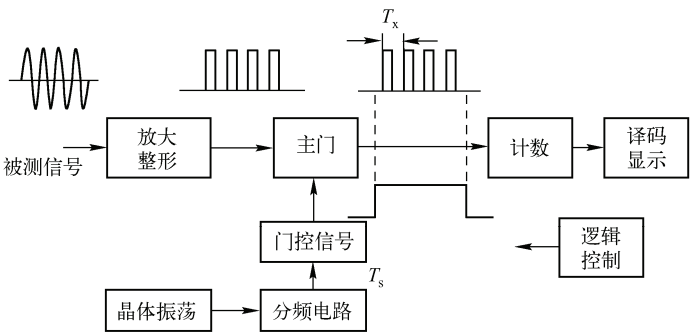 Tx
放大
整形
主门
计数
译码
显示
被测信号
门控信号
逻辑
控制
Ts
晶体振荡
分频电路